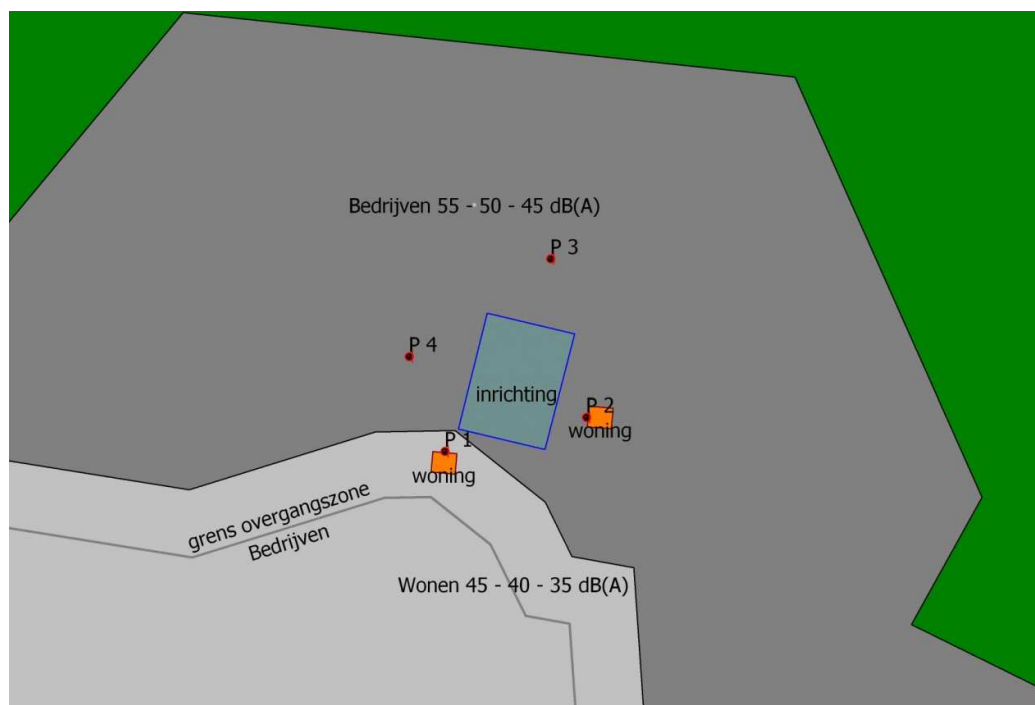 Bedrijven 55 - 50 - 45 dB(A)
P 3
P 4
inrichting
P 2
woning
P 1
woning
grens overgangszone
Bedrijven
Wonen 45 - 40 - 35 dB(A)